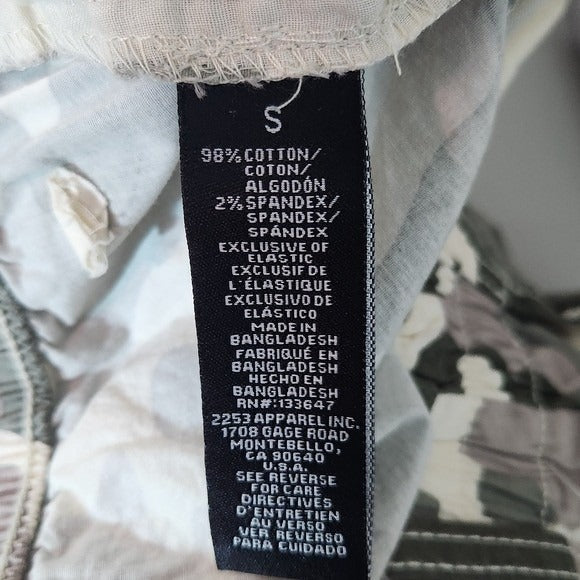 S
98% COTTON/
COTON/
ALGODÓN
2% SPANDEX/
SPANDEX/
SPÁNDEX
EXCLUSIVE OF
ELASTIC
EXCLUSIF DE
L'ÉLASTIQUE
EXCLUSIVO DE
ELÁSTICO
MADE IN
BANGLADESH
FABRIQUÉ EN
BANGLADESH
HECHO EN
BANGLADESH
RN#:133647
2253 APPAREL INC.
1708 GAGE ROAD
MONTEBELLO,
CA 90640
U.S.A
SEE REVERSE
FOR CARE
DIRECTIVES
D'ENTRETIEN
AU VERSO
VER REVERSO
PARA CUIDADO